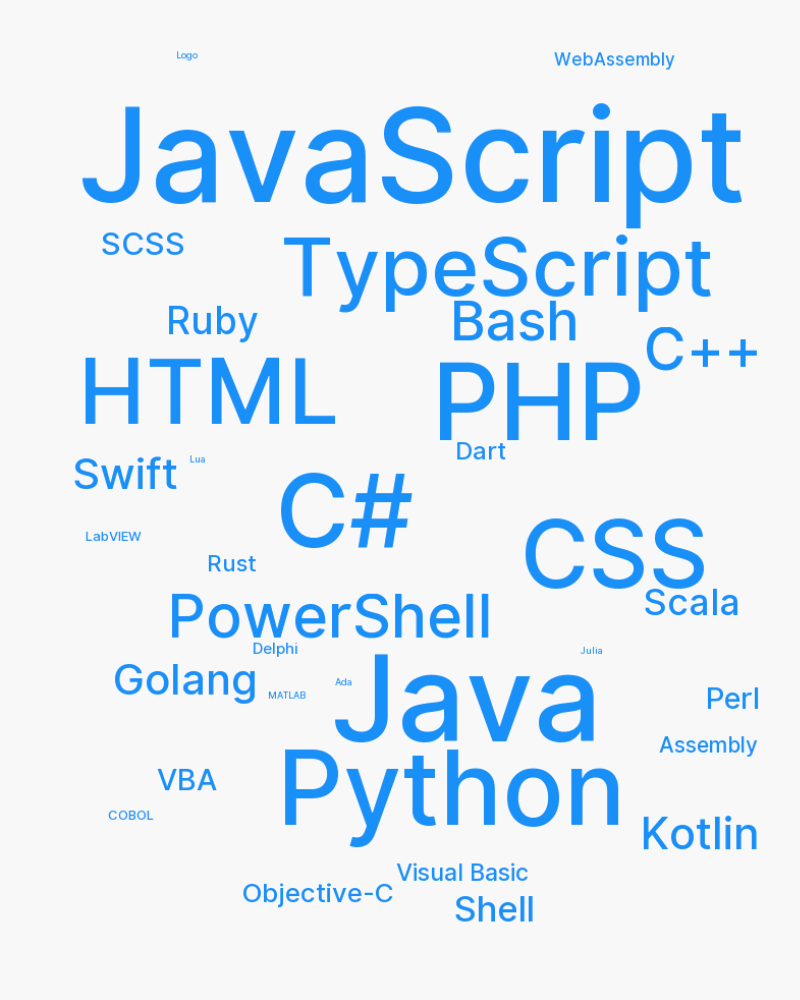 Logo
WebAssembly
JavaScript
SCSS
TypeScript
Ruby
Bash
C++
HTML
PHP
Dart
Swift
Lua
C#
LabVIEW
CSS
Rust
Scala
PowerShell
Delphi
Julia
Golang
MATLAB
Ada
Java
Perl
Assembly
VBA
Python
COBOL
Kotlin
Visual Basic
Objective-C
Shell